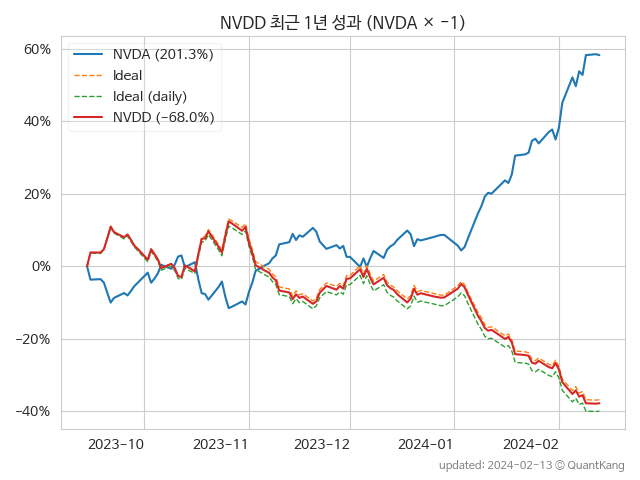 NVDD 최근 1년 성과 (NVDA × -1)
60%
40%
20%
0%
−20%
−40%
NVDA (201.3%)
Ideal
Ideal (daily)
NVDD (−68.0%)
2023-10
2023-11
2023-12
2024-01
2024-02
updated: 2024-02-13 © QuantKang